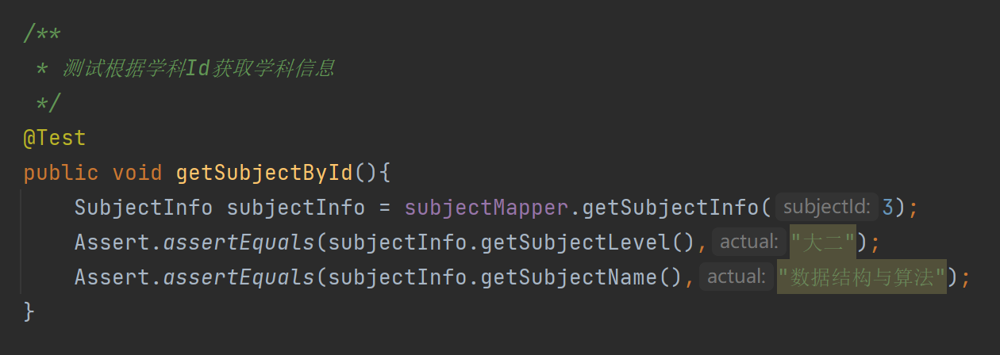 /**
 * 测试根据学科Id获取学科信息
 */
@Test
public void getSubjectById(){
    SubjectInfo subjectInfo = subjectMapper.getSubjectInfo( subjectId: 3);
    Assert.assertEquals(subjectInfo.getSubjectLevel(), actual: "大二");
    Assert.assertEquals(subjectInfo.getSubjectName(), actual: "数据结构与算法");
}